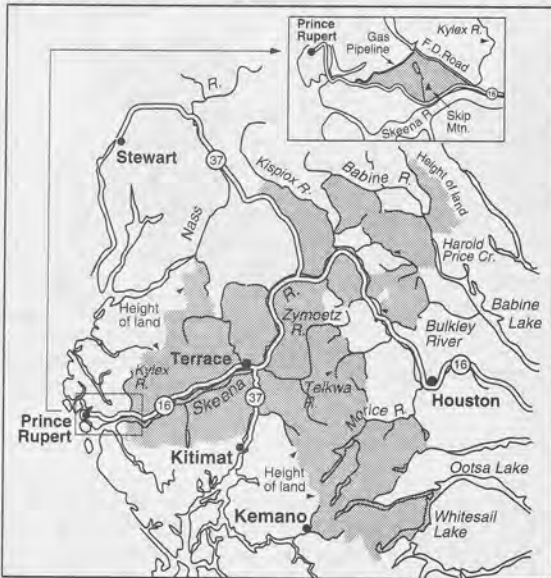 Prince
Rupert
Gas
Pipeline
Kylex R.
F.D. Road
16
Skeena R.
Skip
Mtn.
R.
Stewart
37
Kispiox R.
Babine R.
Height of land
Nass
Harold
Price Cr.
Height
of land
R.
Zymoetz
R.
Babine
Lake
Terrace
Bulkley
River
Kylex
R.
16
Skeena
Telkwa
R.
16
Houston
Prince
Rupert
37
Morice R.
Kitimat
Height
of land
Ootsa Lake
Kemano
Whitesail
Lake